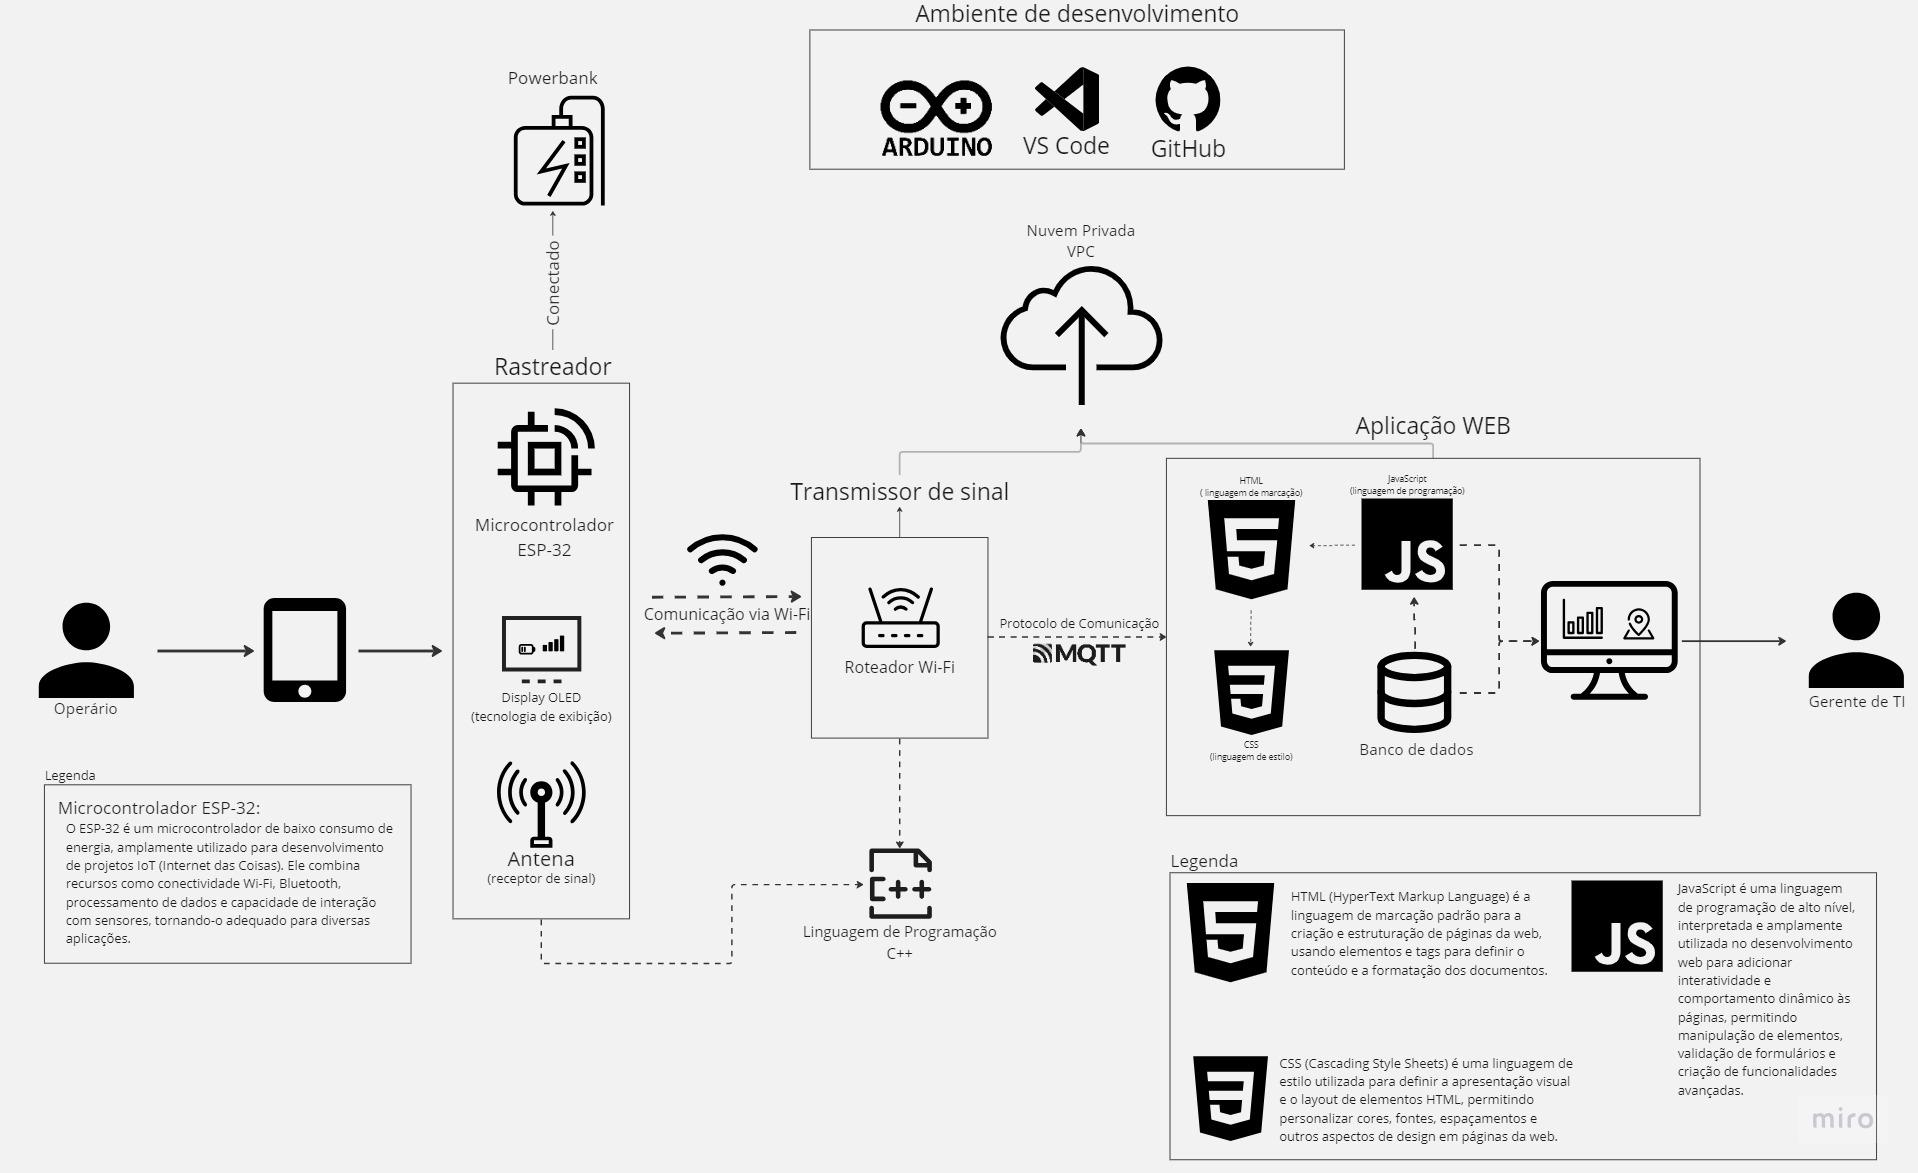 Ambiente de desenvolvimento
ARDUINO
VS Code
GitHub
Powerbank
Conectado
Nuvem Privada
VPC
Rastreador
Microcontrolador
ESP-32
Display OLED
(tecnologia de exibição)
Antena
(receptor de sinal)
Operário
Comunicação via Wi-Fi
Transmissor de sinal
Roteador Wi-Fi
Protocolo de Comunicação
MQTT
Linguagem de Programação
C++
C++
Aplicação WEB
HTML
( linguagem de marcação)
5
JavaScript
(linguagem de programação)
JS
3
CSS
(linguagem de estilo)
Banco de dados
Gerente de TI
Legenda
Microcontrolador ESP-32:
O ESP-32 é um microcontrolador de baixo consumo de
energia, amplamente utilizado para desenvolvimento
de projetos IoT (Internet das Coisas). Ele combina
recursos como conectividade Wi-Fi, Bluetooth,
processamento de dados e capacidade de interação
com sensores, tornando-o adequado para diversas
aplicações.
Legenda
5
HTML (HyperText Markup Language) é a
linguagem de marcação padrão para a
criação e estruturação de páginas da web,
usando elementos e tags para definir o
conteúdo e a formatação dos documentos.
JS
JavaScript é uma linguagem
de programação de alto nível,
interpretada e amplamente
utilizada no desenvolvimento
web para adicionar
interatividade e
comportamento dinâmico às
páginas, permitindo
manipulação de elementos,
validação de formulários e
criação de funcionalidades
avançadas.
3
CSS (Cascading Style Sheets) é uma linguagem de
estilo utilizada para definir a apresentação visual
e o layout de elementos HTML, permitindo
personalizar cores, fontes, espaçamentos e
outros aspectos de design em páginas da web.
miro